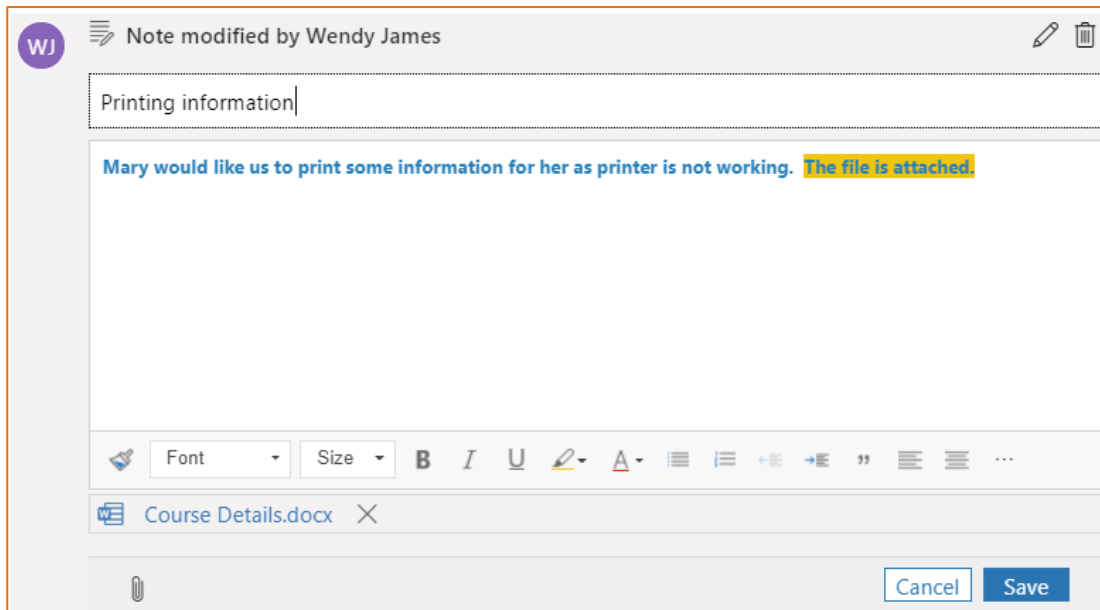 WJ
Note modified by Wendy James
Printing information
Mary would like us to print some information for her as printer is not working.  The file is attached.
Font Size B I U A
Course Details.docx
Cancel Save